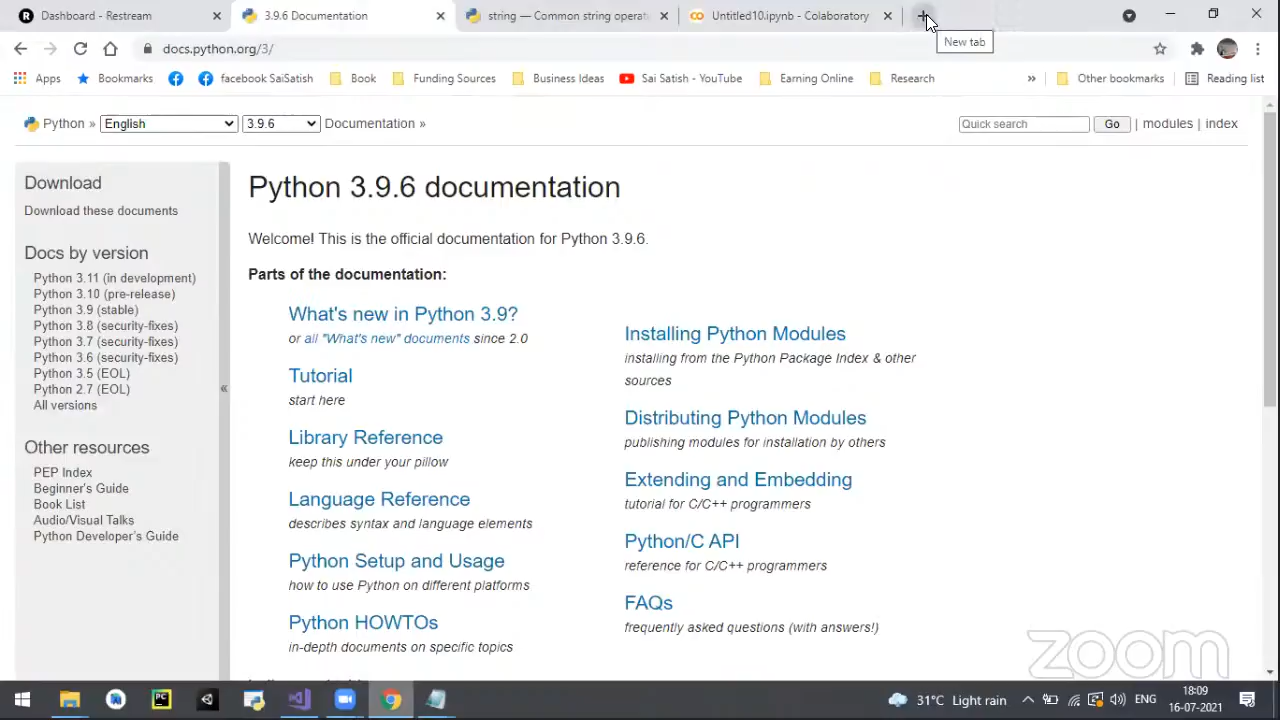 Dashboard - Restream
3.9.6 Documentation
string — Common string operat
Untitled10.ipynb - Colaboratory
New tab
docs.python.org/3/
Apps
Bookmarks
facebook SaiSatish
Book
Funding Sources
Business Ideas
Sai Satish - YouTube
Earning Online
Research
»
Other bookmarks
Reading list
Python » English 3.9.6 Documentation »
Quick search Go | modules | index
Download
Download these documents
Docs by version
Python 3.11 (in development)
Python 3.10 (pre-release)
Python 3.9 (stable)
Python 3.8 (security-fixes)
Python 3.7 (security-fixes)
Python 3.6 (security-fixes)
Python 3.5 (EOL)
Python 2.7 (EOL)
All versions
Other resources
PEP Index
Beginner's Guide
Book List
Audio/Visual Talks
Python Developer's Guide
«
Python 3.9.6 documentation
Welcome! This is the official documentation for Python 3.9.6.
Parts of the documentation:
What's new in Python 3.9?
or all "What's new" documents since 2.0
Tutorial
start here
Library Reference
keep this under your pillow
Language Reference
describes syntax and language elements
Python Setup and Usage
how to use Python on different platforms
Python HOWTOs
in-depth documents on specific topics
Installing Python Modules
installing from the Python Package Index & other
sources
Distributing Python Modules
publishing modules for installation by others
Extending and Embedding
tutorial for C/C++ programmers
Python/C API
reference for C/C++ programmers
FAQs
frequently asked questions (with answers!)
zoom
31°C Light rain
ENG
18:09
16-07-2021